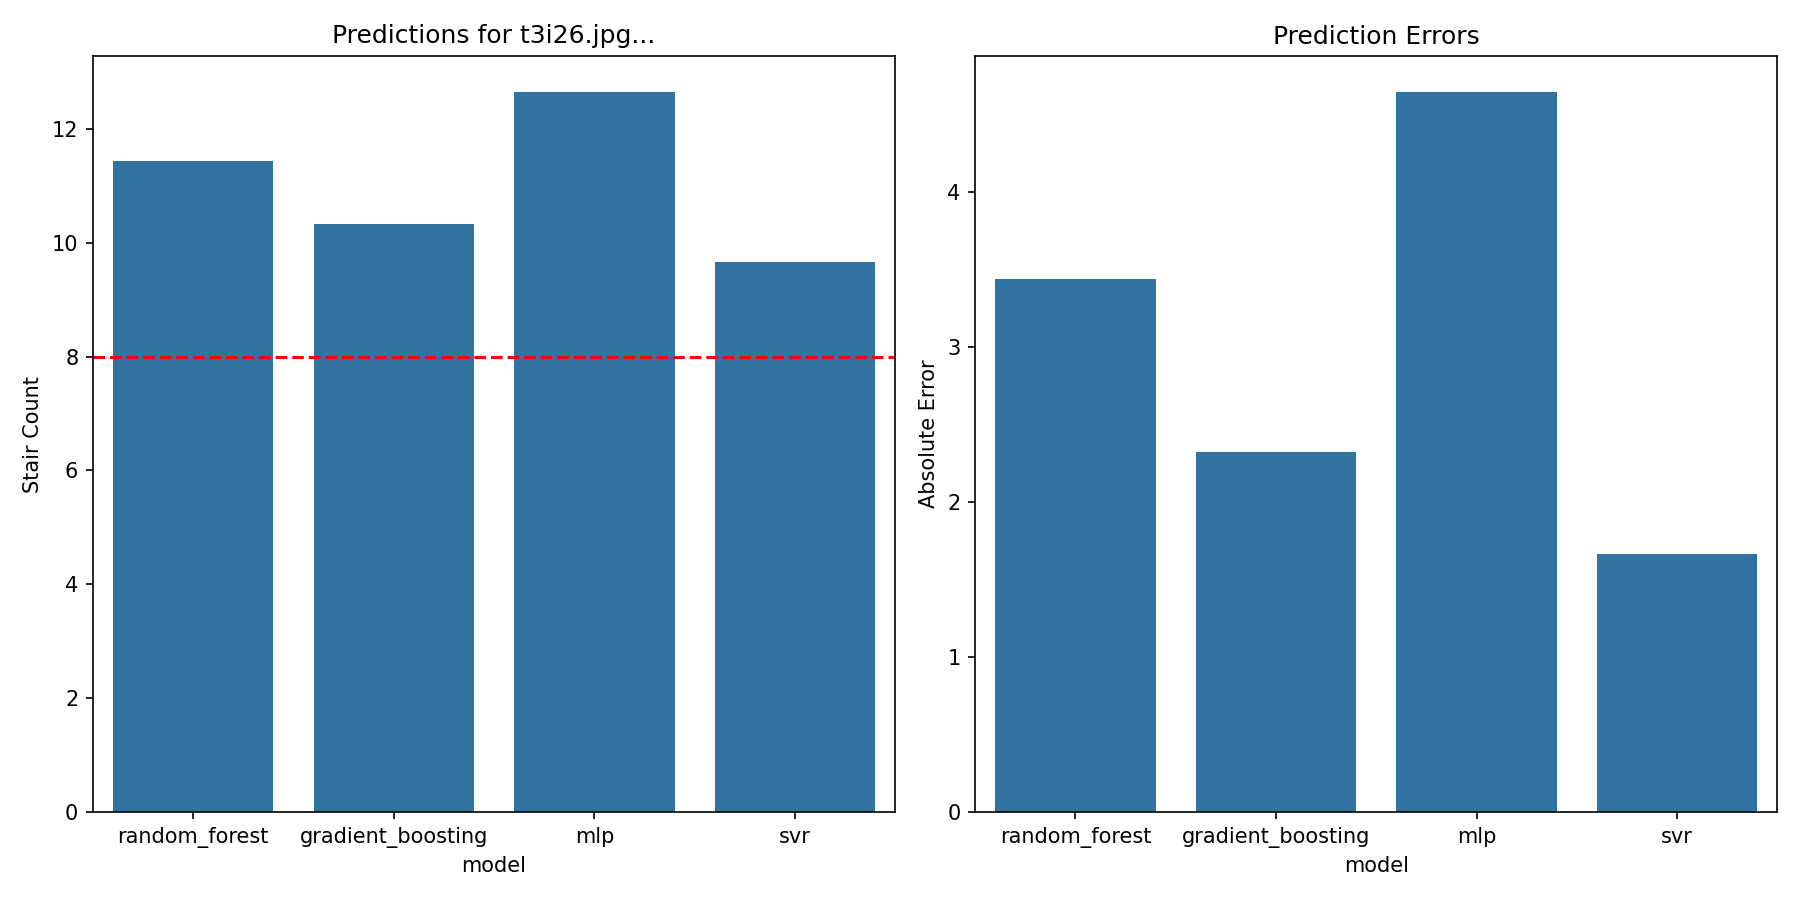 Predictions for t3i26.jpg...
Stair Count
12
10
8
6
4
2
0
random_forest gradient_boosting mlp svr
model
Prediction Errors
Absolute Error
4
3
2
1
0
random_forest gradient_boosting mlp svr
model